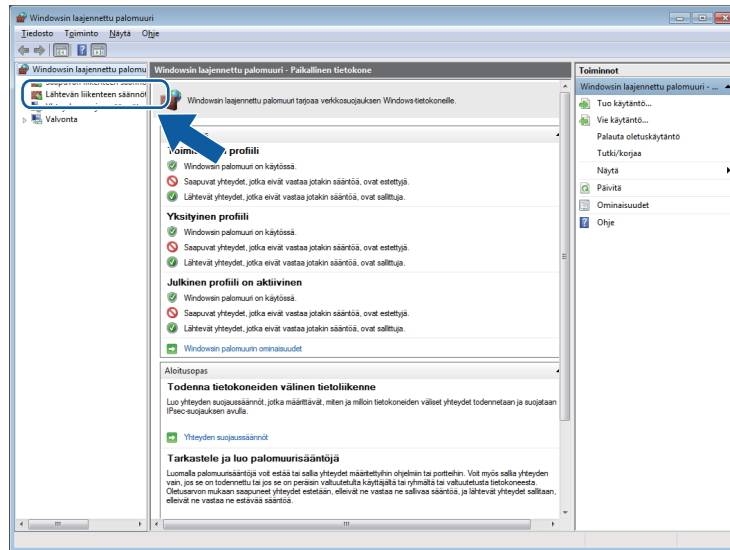 Windowsin laajennettu palomuuri
Tiedosto Toiminto Näytä Ohje
Windowsin laajennettu palomu
Saapuvan liikenteen säännö
Lähtevän liikenteen säännöt
Valvonta
Windowsin laajennettu palomuuri - Paikallinen tietokone
Windowsin laajennettu palomuuri tarjoaa verkkosuojauksen Windows-tietokoneille.
profiili
Windowsin palomuuri on käytössä.
Saapuvat yhteydet, jotka eivät vastaa jotakin sääntöä, ovat estettyjä.
Lähtevät yhteydet, jotka eivät vastaa jotakin sääntöä, ovat sallittuja.
Yksityinen profiili
Windowsin palomuuri on käytössä.
Saapuvat yhteydet, jotka eivät vastaa jotakin sääntöä, ovat estettyjä.
Lähtevät yhteydet, jotka eivät vastaa jotakin sääntöä, ovat sallittuja.
Julkinen profiili on aktiivinen
Windowsin palomuuri on käytössä.
Saapuvat yhteydet, jotka eivät vastaa jotakin sääntöä, ovat estettyjä.
Lähtevät yhteydet, jotka eivät vastaa jotakin sääntöä, ovat sallittuja.
Windowsin palomuurin ominaisuudet
Aloitusopas
Todenna tietokoneiden välinen tietoliikenne
Luo yhteyden suojaussäännöt, jotka määrittävät, miten ja milloin tietokoneiden väliset yhteydet todennetaan ja suojataan
IPsec-suojauksen avulla.
Yhteyden suojaussäännöt
Tarkastele ja luo palomuurisääntöjä
Luomalla palomuurisääntöjä voit estää tai sallia yhteydet määritettyihin ohjelmiin tai portteihin. Voit myös sallia yhteyden
vain, jos se on todennettu tai jos se on peräisin valtuutetulta käyttäjältä tai ryhmältä tai valtuutetusta tietokoneesta.
Oletusarvon mukaan saapuneet yhteydet estetään, elleivät ne vastaa ne sallivaa sääntöä, ja lähtevät yhteydet sallitaan,
elleivät ne vastaa ne estävää sääntöä.
Toiminnot
Windowsin laajennettu palomuuri - ...
Tuo käytäntö...
Vie käytäntö...
Palauta oletuskäytäntö
Tutki/korjaa
Näytä
Päivitä
Ominaisuudet
Ohje